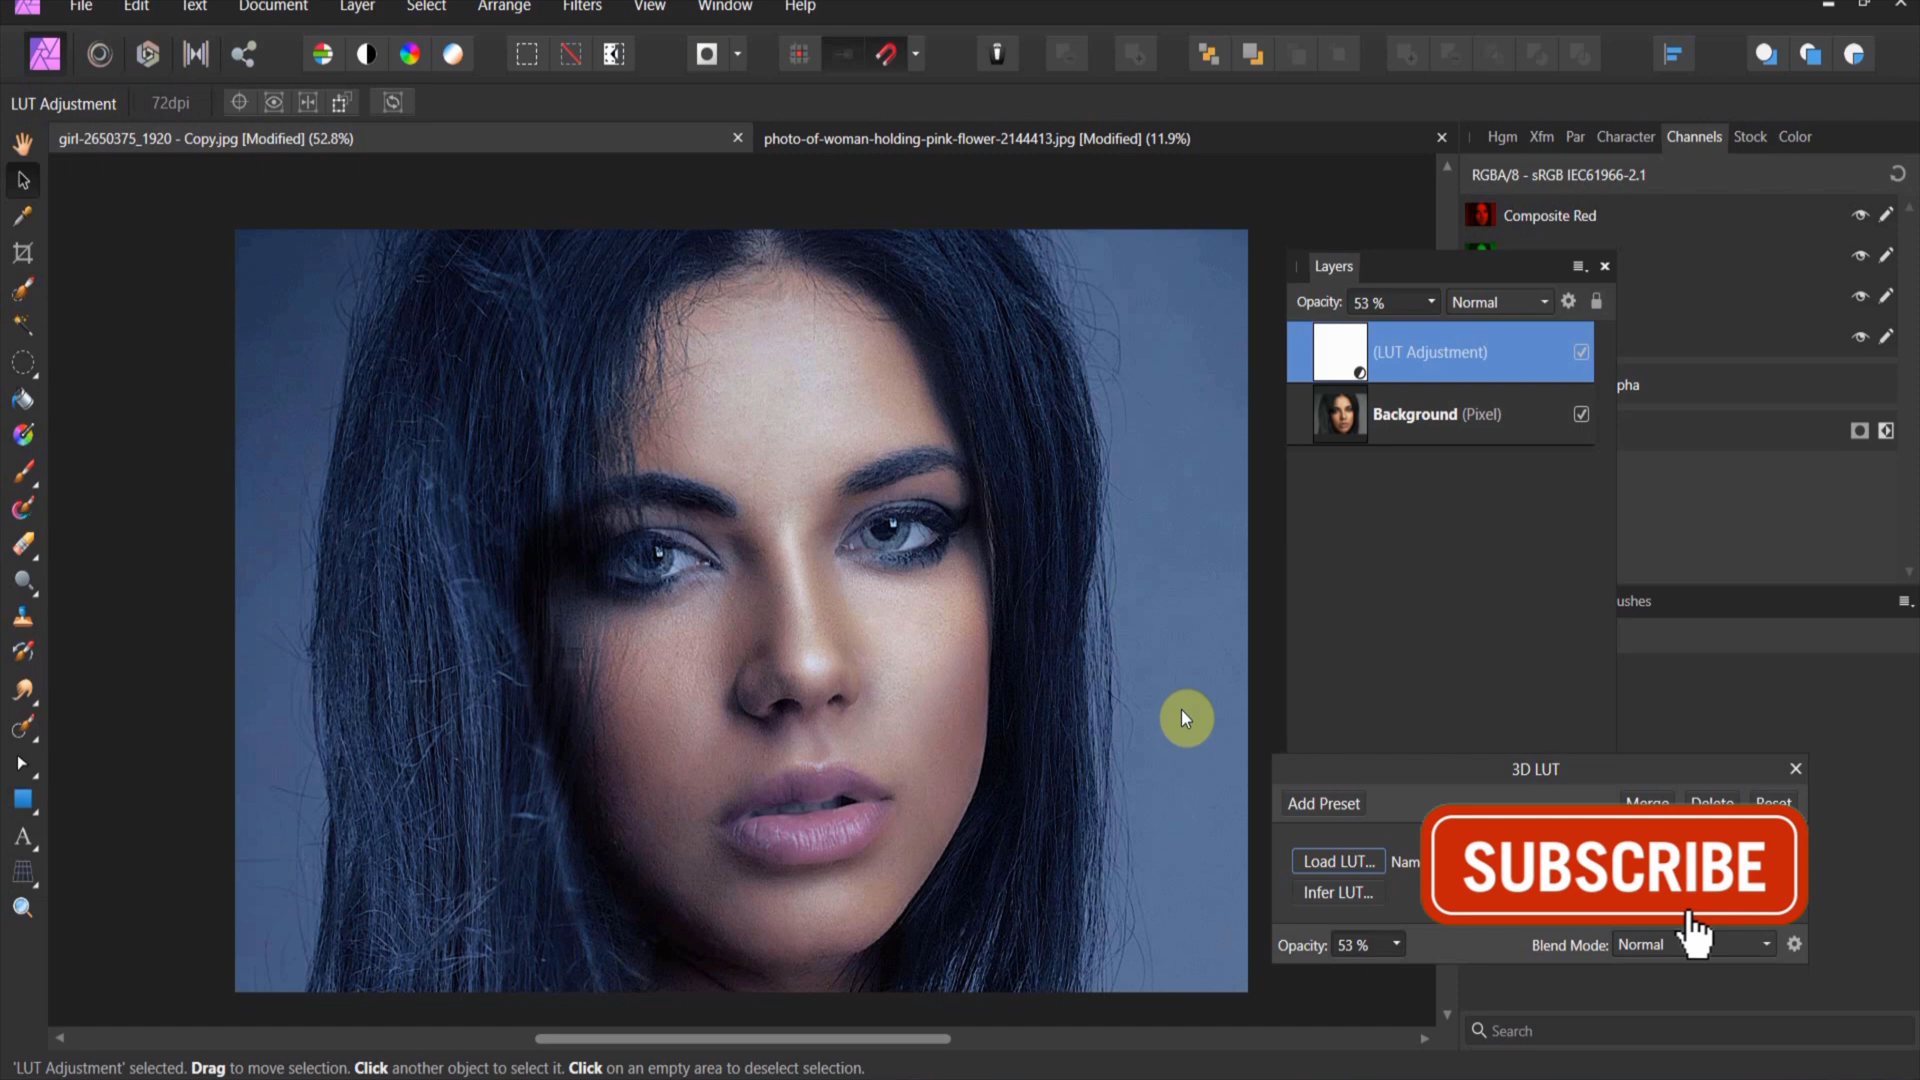 File Edit Text Document Layer Select Arrange Filters View Window Help
LUT Adjustment 72dpi
girl-2650375_1920 - Copy.jpg [Modified] (52.8%)
photo-of-woman-holding-pink-flower-2144413.jpg [Modified] (11.9%)
Hgm Xfm Par Character Channels Stock Color
RGBA/8 - sRGB IEC61966-2.1
Composite Red
Layers
Opacity: 53 % Normal
(LUT Adjustment)
Background (Pixel)
pha
ushes
3D LUT
Add Preset Merge Delete Reset
Load LUT... Nam
Infer LUT...
SUBSCRIBE
Opacity: 53 % Blend Mode: Normal
Search
'LUT Adjustment' selected. Drag to move selection. Click another object to select it. Click on an empty area to deselect selection.